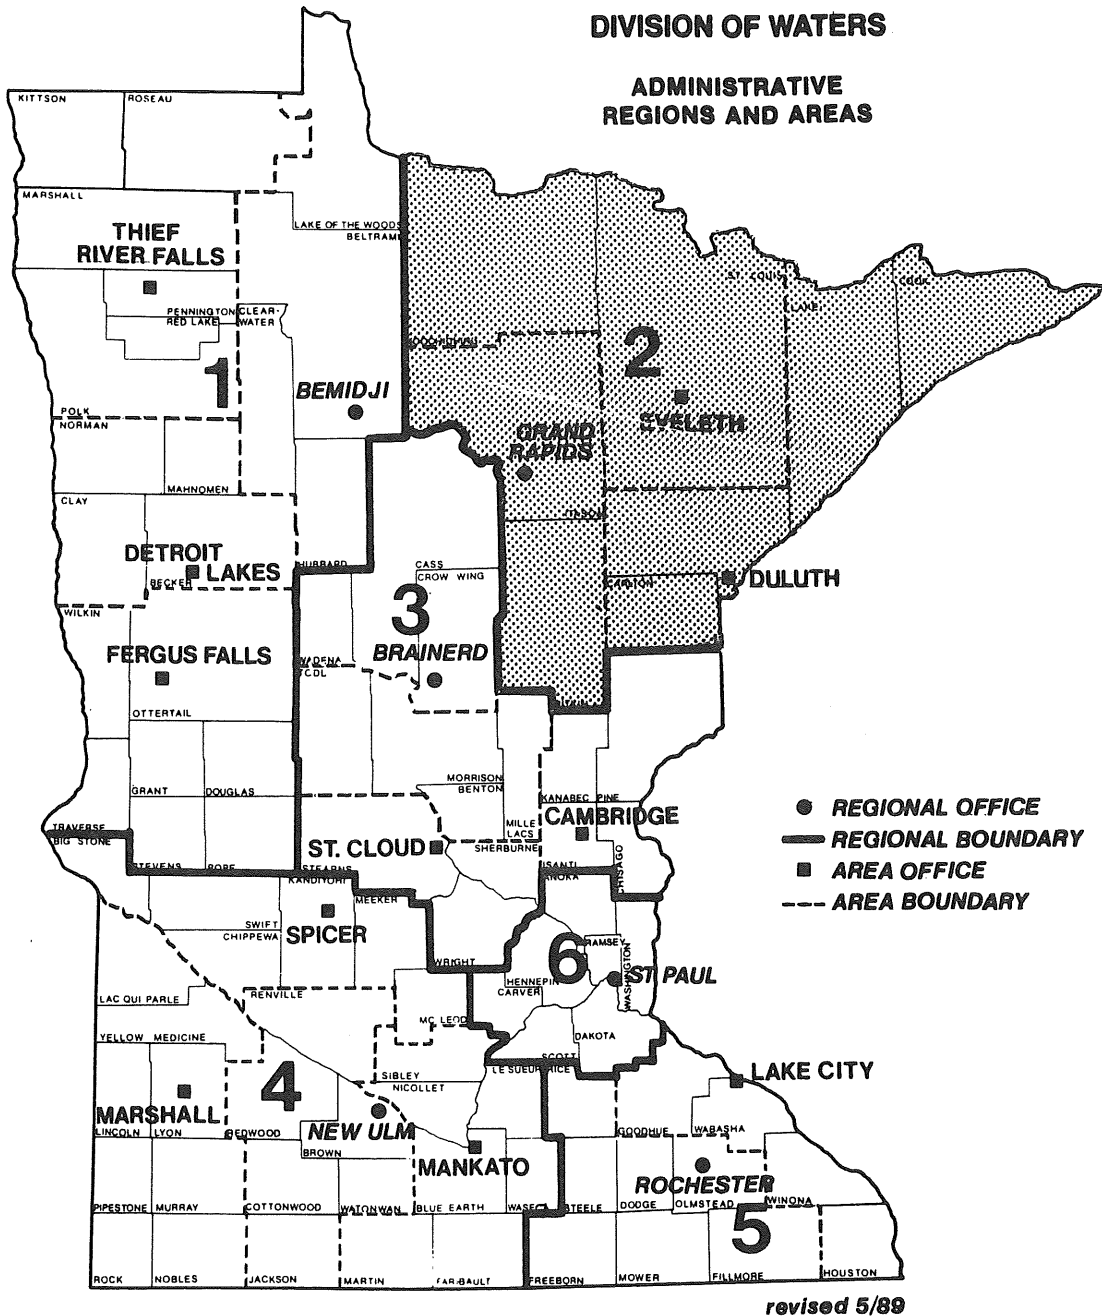 DIVISION OF WATERS
ADMINISTRATIVE
REGIONS AND AREAS
KITTSON
ROSEAU
MARSHALL
LAKE OF THE WOODS
BELTRAMI
THIEF
RIVER FALLS
PENNINGTON
CLEAR-
RED LAKE
WATER
ST. LOUIS
LAKE
COOK
KOOCHICHING
1
2
BEMIDJI
EVELETH
GRAND
RAPIDS
POLK
NORMAN
MAHNOMEN
CLAY
ITASCA
DETROIT
LAKES
BECKER
HUBBARD
CASS
CROW WING
CARLTON
DULUTH
WILKIN
3
FERGUS FALLS
BRAINERD
WADENA
TODD
OTTERTAIL
AITKIN
GRANT
DOUGLAS
MORRISON
BENTON
KANABEC
PINE
MILLE
LACS
CAMBRIDGE
TRAVERSE
BIG STONE
STEVENS
POPE
STEARNS
KANDIYOHI
ST. CLOUD
SHERBURNE
ISANTI
ANOKA
CHISAGO
REGIONAL OFFICE
REGIONAL BOUNDARY
AREA OFFICE
AREA BOUNDARY
MEEKER
SWIFT
CHIPPEWA
SPICER
WRIGHT
6
RAMSEY
WASHINGTON
ST PAUL
HENNEPIN
CARVER
LAC QUI PARLE
RENVILLE
MC LEOD
DAKOTA
SCOTT
YELLOW MEDICINE
SIBLEY
NICOLLET
LE SUEUR
RICE
LAKE CITY
4
MARSHALL
LINCOLN
LYON
REDWOOD
BROWN
NEW ULM
MANKATO
GOODHUE
WABASHA
ROCHESTER
PIPESTONE
MURRAY
COTTONWOOD
WATONWAN
BLUE EARTH
WASECA
STEELE
DODGE
OLMSTEAD
WINONA
5
ROCK
NOBLES
JACKSON
MARTIN
FARIBAULT
FREEBORN
MOWER
FILLMORE
HOUSTON
revised 5/89